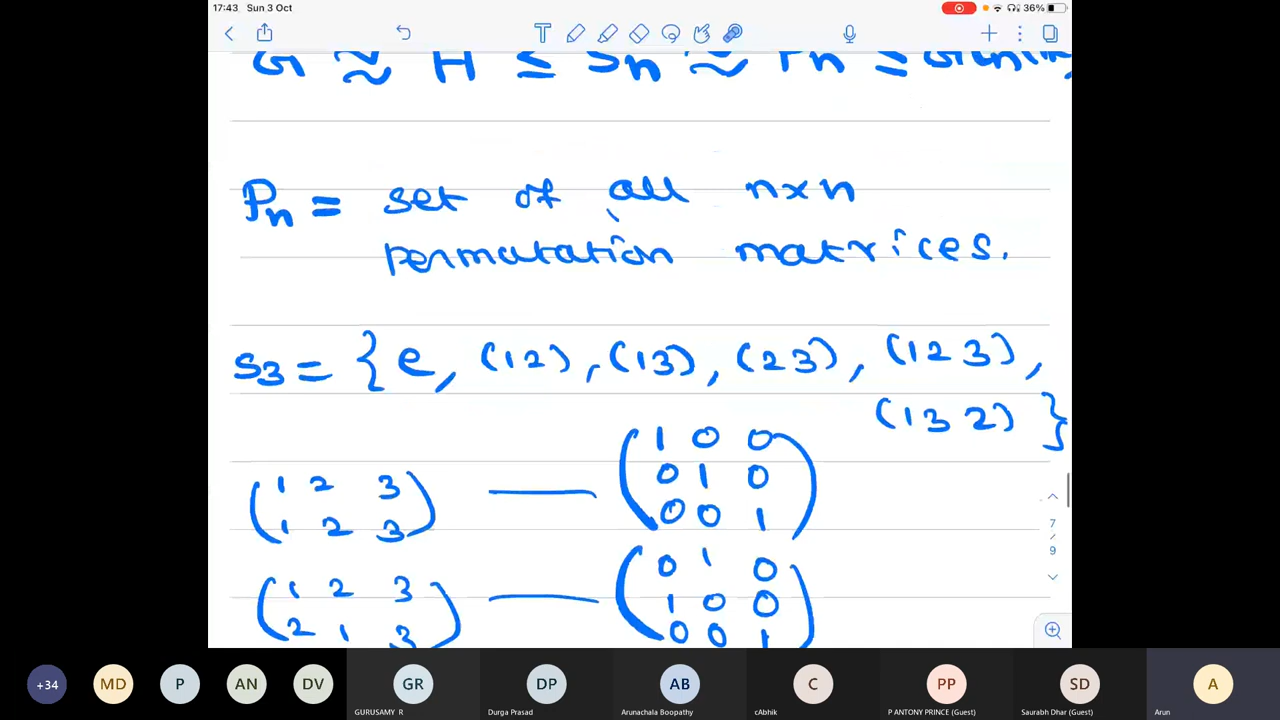 17:43 Sun 3 Oct
36%
G ≈ H ≤ Sn ≈ Pn ≤
Pn = set of all n×n
permutation matrices.
S3 = { e, (12), (13), (23), (123),
(132) }
(1 2 3 — (1 0 0
1 2 3) 0 1 0
0 0 1)
(1 2 3 — (0 1 0
2 1 3) 1 0 0
0 0 1)
7
/
9
+34 MD P AN DV GR DP AB C PP SD A
GURUSAMY R Durga Prasad Arunachala Boopathy cAbhik P ANTONY PRINCE (Guest) Saurabh Dhar (Guest) Arun